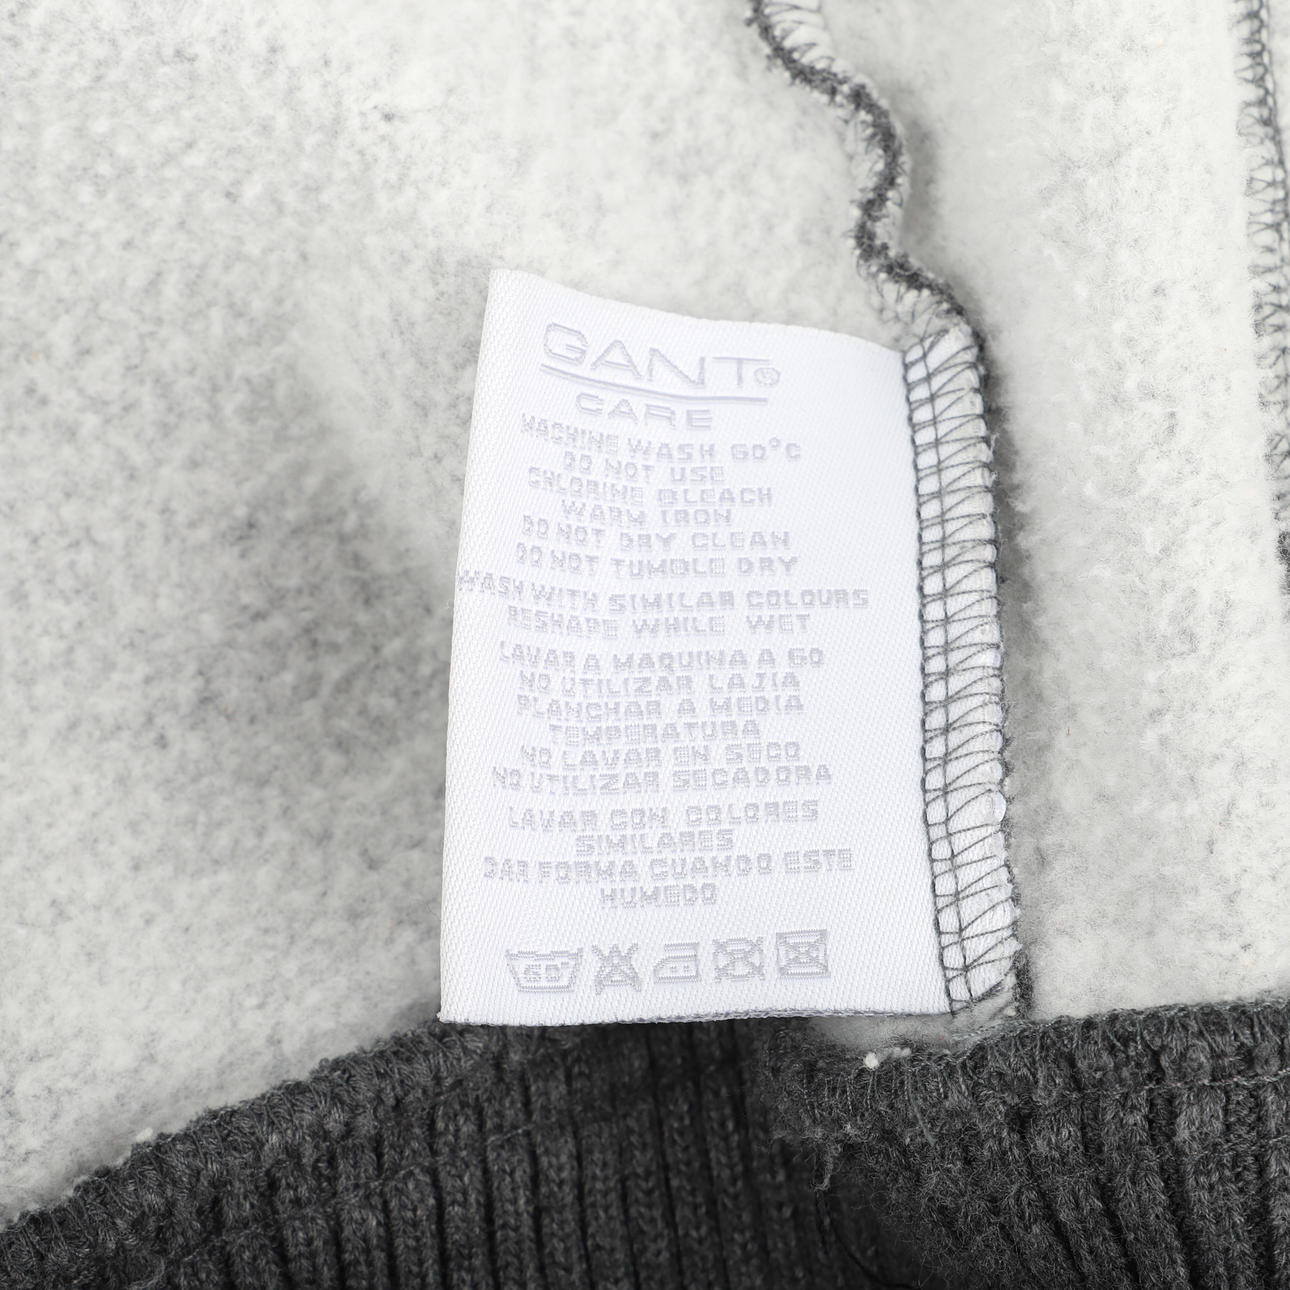 GANT®
CARE
MACHINE WASH 60°C
DO NOT USE
CHLORINE BLEACH
WARM IRON
DO NOT DRY CLEAN
DO NOT TUMBLE DRY
WASH WITH SIMILAR COLOURS
RESHAPE WHILE WET
LAVAR A MAQUINA A 60
NO UTILIZAR LAJIA
PLANCHAR A MEDIA
TEMPERATURA
NO LAVAR EN SECO
NO UTILIZAR SECADORA
LAVAR CON COLORES
SIMILARES
DAR FORMA CUANDO ESTE
HUMEDO
60